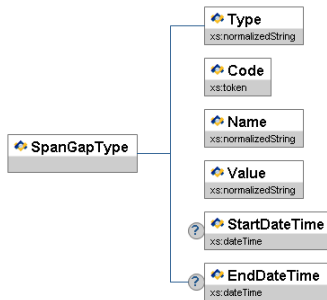 Type
xs:normalizedString
Code
xs:token
Name
xs:normalizedString
SpanGapType
Value
xs:normalizedString
?
StartDateTime
xs:dateTime
?
EndDateTime
xs:dateTime